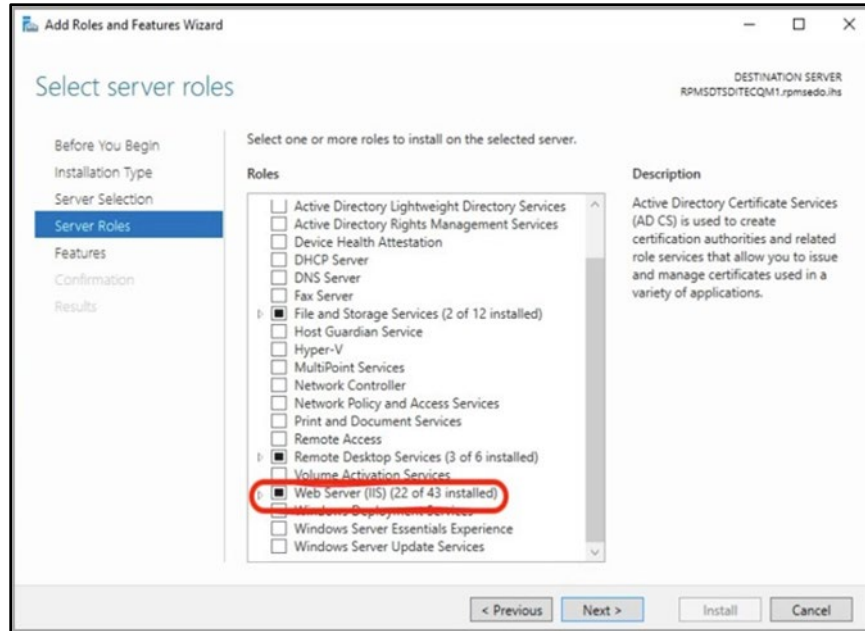 Add Roles and Features Wizard
Select server roles
DESTINATION SERVER
RPMSDTSDITECQM1.rpmsedo.ihs
Before You Begin
Installation Type
Server Selection
Server Roles
Features
Confirmation
Results
Select one or more roles to install on the selected server.
Roles
Active Directory Lightweight Directory Services
Active Directory Rights Management Services
Device Health Attestation
DHCP Server
DNS Server
Fax Server
File and Storage Services (2 of 12 installed)
Host Guardian Service
Hyper-V
MultiPoint Services
Network Controller
Network Policy and Access Services
Print and Document Services
Remote Access
Remote Desktop Services (3 of 6 installed)
Volume Activation Services
Web Server (IIS) (22 of 43 installed)
Windows Deployment Services
Windows Server Essentials Experience
Windows Server Update Services
Description
Active Directory Certificate Services
(AD CS) is used to create
certification authorities and related
role services that allow you to issue
and manage certificates used in a
variety of applications.
< Previous
Next >
Install
Cancel